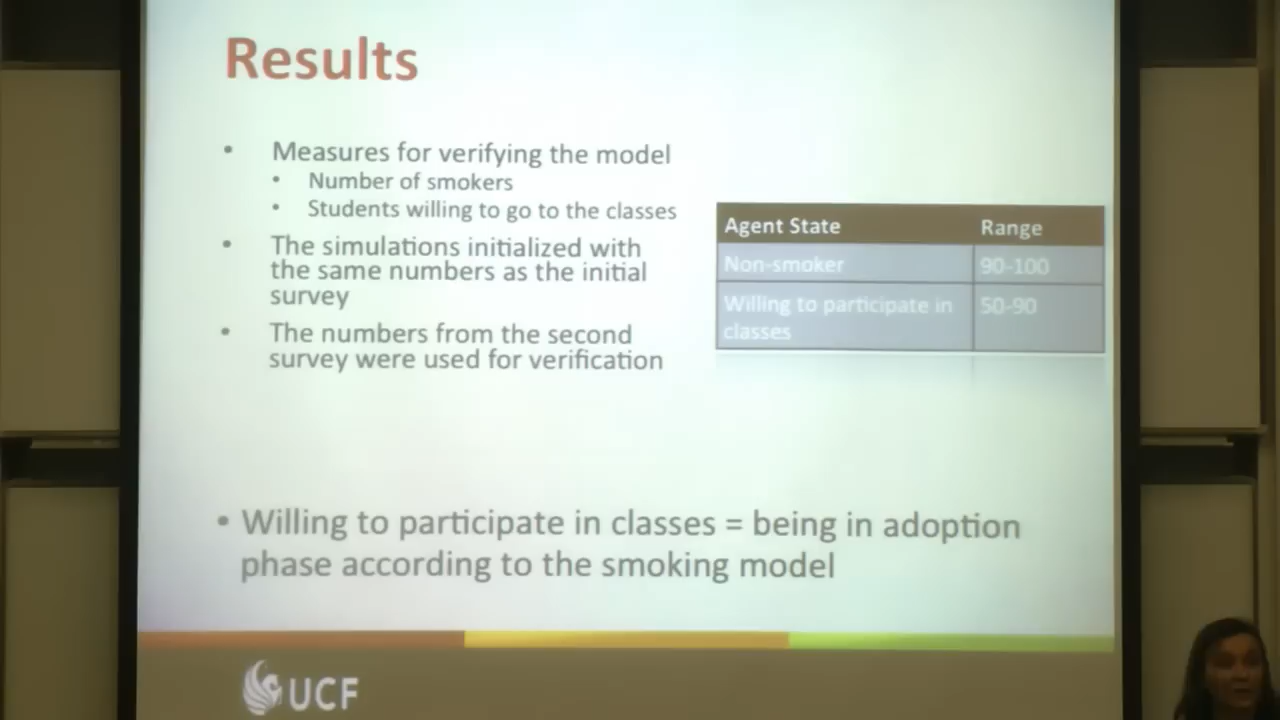 Results
• Measures for verifying the model
• Number of smokers
• Students willing to go to the classes
• The simulations initialized with
the same numbers as the initial
survey
• The numbers from the second
survey were used for verification
Agent State Range
Non-smoker 90-100
Willing to participate in 50-90
classes
• Willing to participate in classes = being in adoption
phase according to the smoking model
UCF